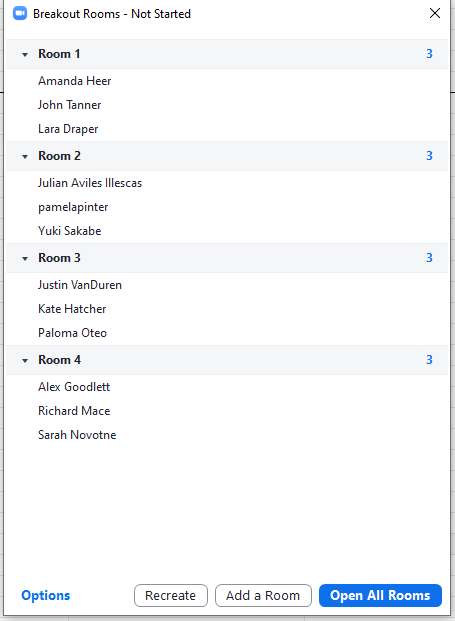 Breakout Rooms - Not Started
Room 1 3
Amanda Heer
John Tanner
Lara Draper
Room 2 3
Julian Aviles Illescas
pamelapinter
Yuki Sakabe
Room 3 3
Justin VanDuren
Kate Hatcher
Paloma Oteo
Room 4 3
Alex Goodlett
Richard Mace
Sarah Novotne
Options Recreate Add a Room Open All Rooms